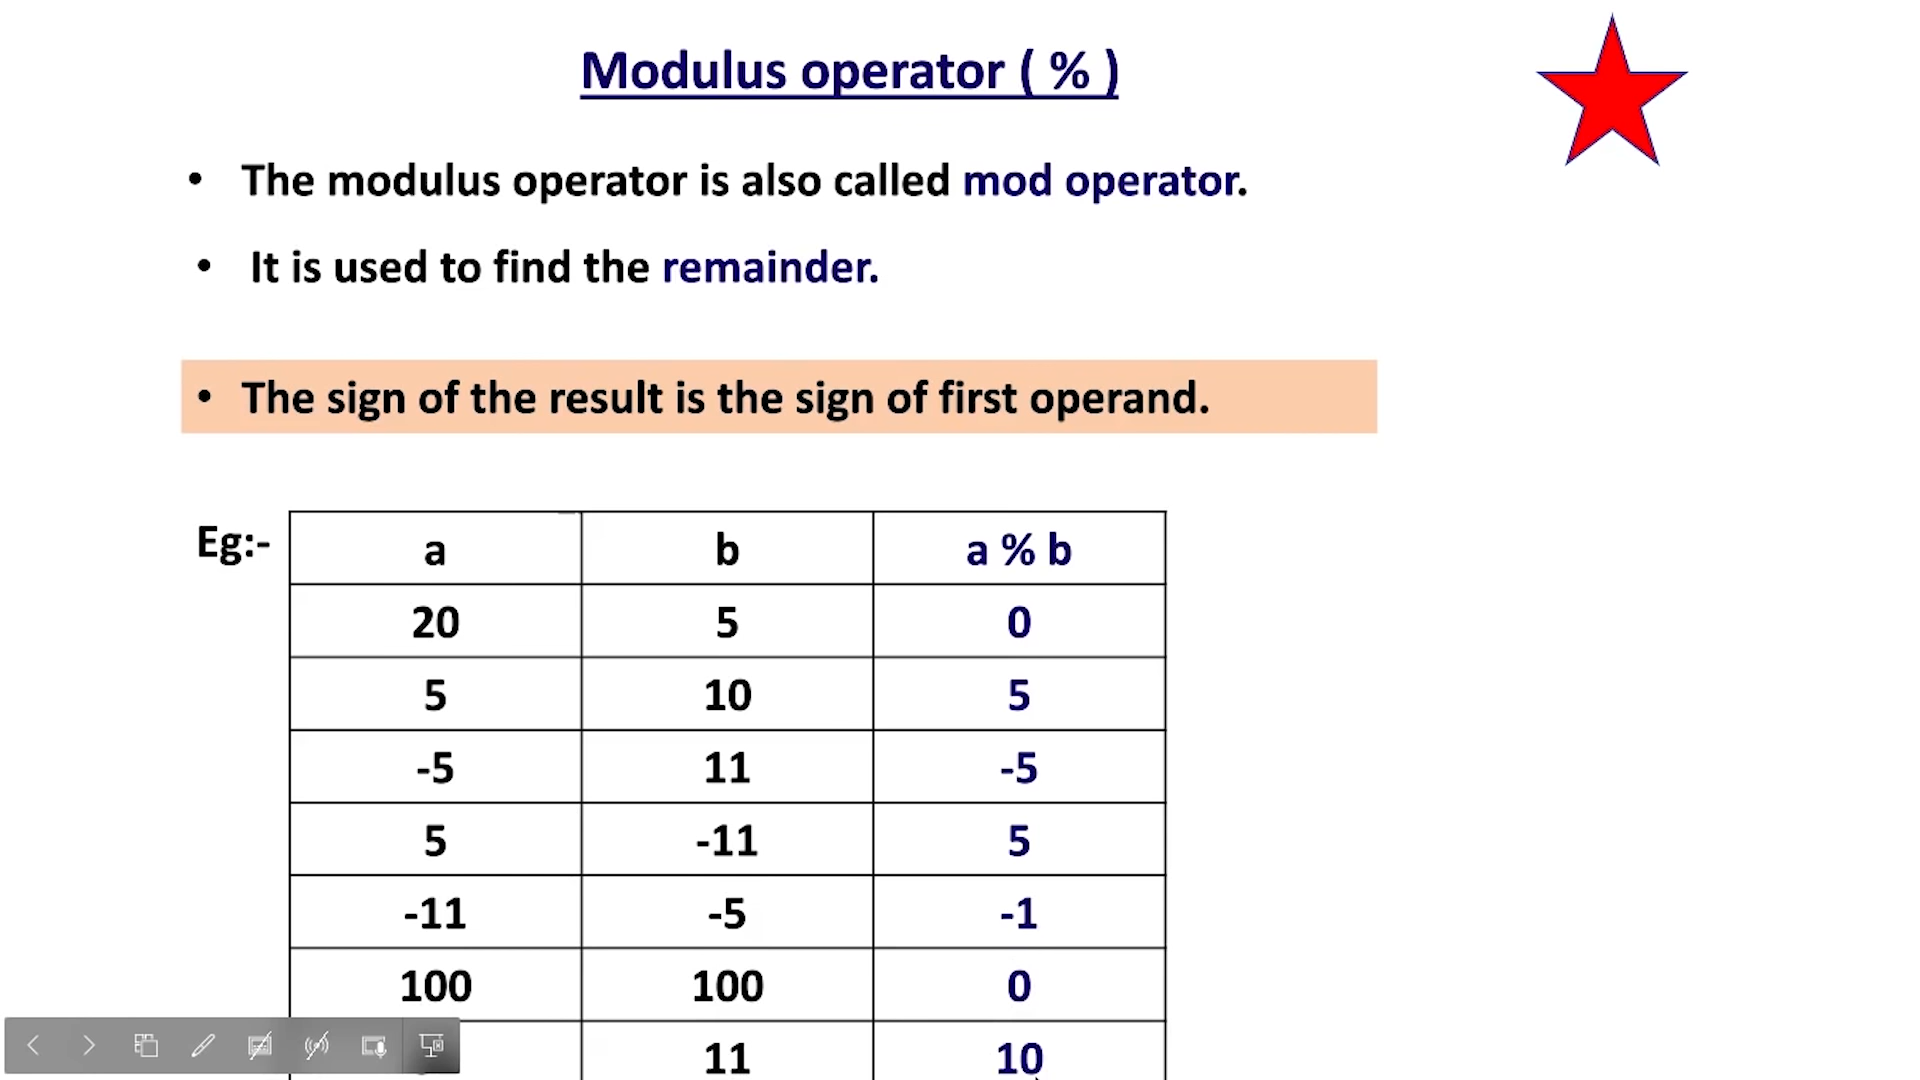 Modulus operator ( % )
• The modulus operator is also called mod operator.
• It is used to find the remainder.
• The sign of the result is the sign of first operand.
Eg:-
a b a % b
20 5 0
5 10 5
-5 11 -5
5 -11 5
-11 -5 -1
100 100 0
11 10